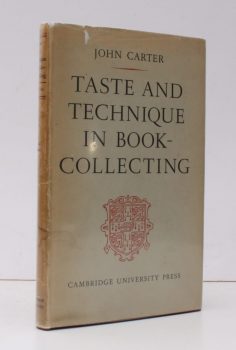 JOHN CARTER
TASTE AND
TECHNIQUE
IN BOOK-
COLLECTING
CAMBRIDGE UNIVERSITY PRESS